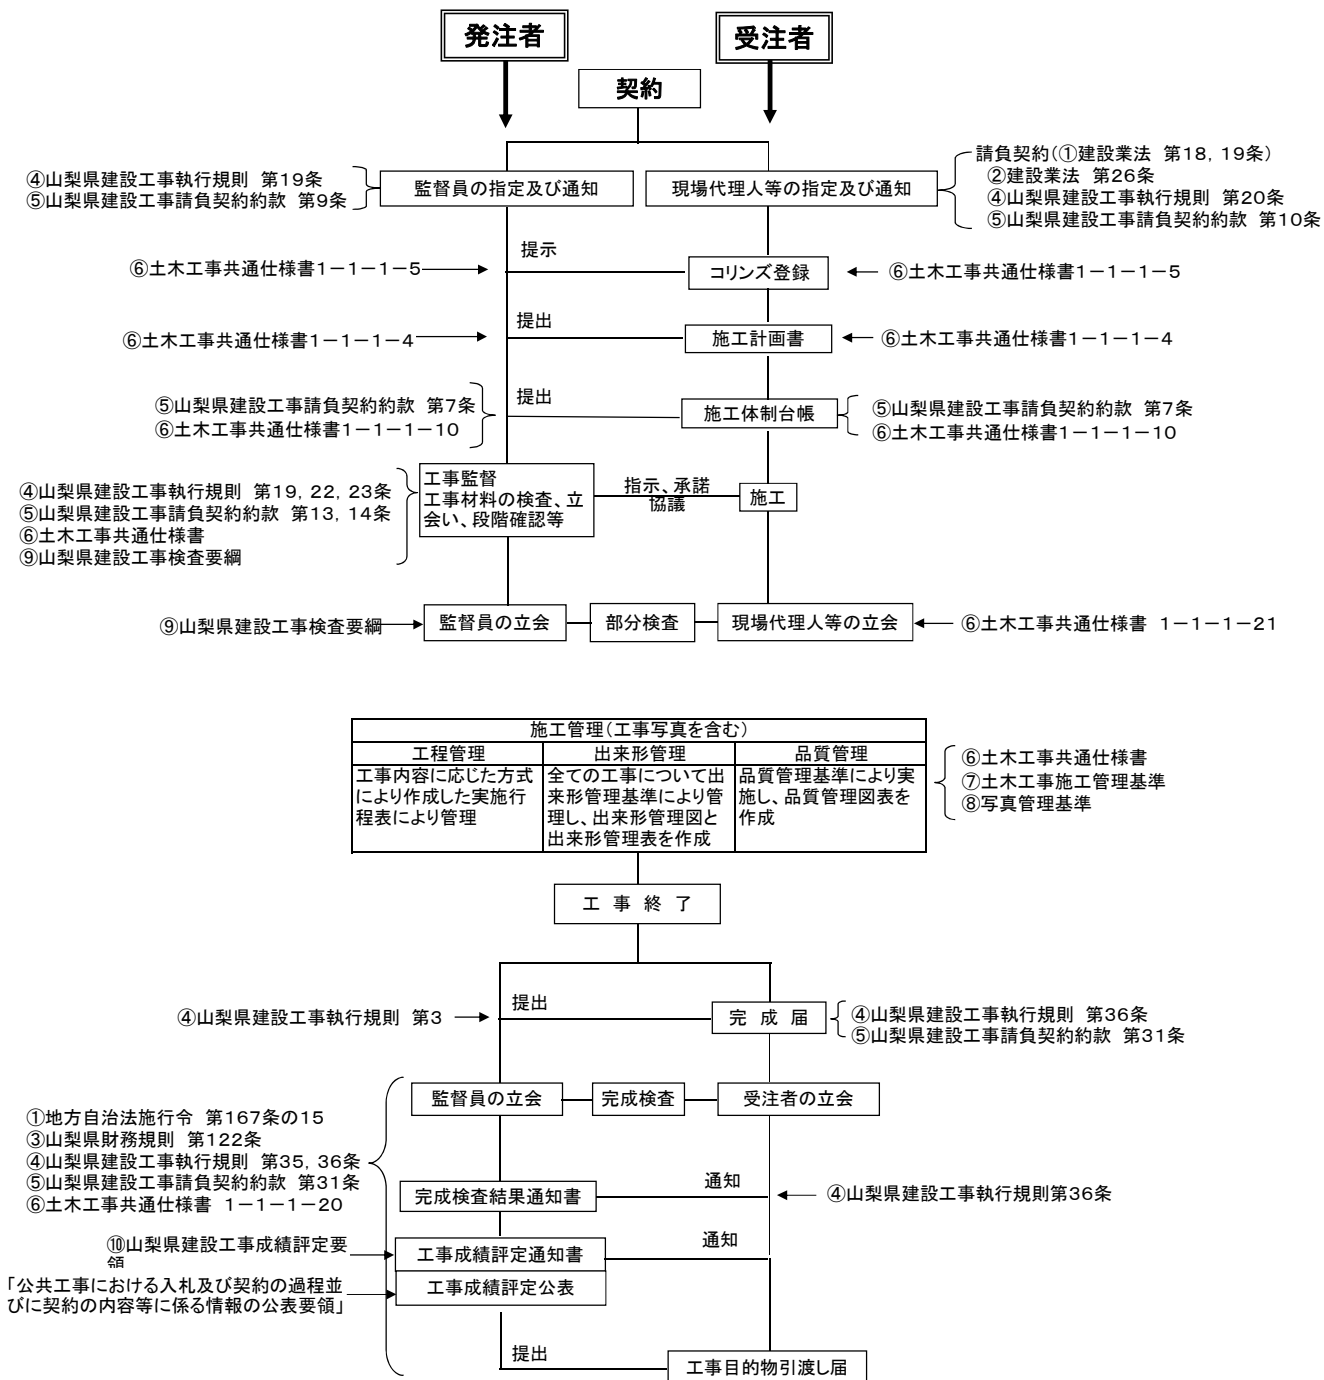 発注者
受注者
契約
④山梨県建設工事執行規則 第19条
⑤山梨県建設工事請負契約約款 第9条
監督員の指定及び通知
現場代理人等の指定及び通知
請負契約(①建設業法 第18,19条)
②建設業法 第26条
④山梨県建設工事執行規則 第20条
⑤山梨県建設工事請負契約約款 第10条
提示
⑥土木工事共通仕様書1-1-1-5
コリンズ登録
⑥土木工事共通仕様書1-1-1-5
提出
⑥土木工事共通仕様書1-1-1-4
施工計画書
⑥土木工事共通仕様書1-1-1-4
提出
⑤山梨県建設工事請負契約約款 第7条
⑥土木工事共通仕様書1-1-1-10
施工体制台帳
⑤山梨県建設工事請負契約約款 第7条
⑥土木工事共通仕様書1-1-1-10
④山梨県建設工事執行規則 第19,22,23条
⑤山梨県建設工事請負契約約款 第13,14条
⑥土木工事共通仕様書
⑨山梨県建設工事検査要綱
工事監督
工事材料の検査、立
会い、段階確認等
指示、承諾
協議
施工
⑨山梨県建設工事検査要綱
監督員の立会
部分検査
現場代理人等の立会
⑥土木工事共通仕様書 1-1-1-21
施工管理(工事写真を含む)
工程管理
出来形管理
品質管理
工事内容に応じた方式
により作成した実施行
程表により管理
全ての工事について出
来形管理基準により管
理し、出来形管理図と
出来形管理表を作成
品質管理基準により実
施し、品質管理図表を
作成
⑥土木工事共通仕様書
⑦土木工事施工管理基準
⑧写真管理基準
工 事 終 了
提出
④山梨県建設工事執行規則 第3
完 成 届
④山梨県建設工事執行規則 第36条
⑤山梨県建設工事請負契約約款 第31条
監督員の立会
完成検査
受注者の立会
①地方自治法施行令 第167条の15
③山梨県財務規則 第122条
④山梨県建設工事執行規則 第35,36条
⑤山梨県建設工事請負契約約款 第31条
⑥土木工事共通仕様書 1-1-1-20
完成検査結果通知書
通知
④山梨県建設工事執行規則第36条
⑩山梨県建設工事成績評定要
領
工事成績評定通知書
通知
「公共工事における入札及び契約の過程並
びに契約の内容等に係る情報の公表要領」
工事成績評定公表
提出
工事目的物引渡し届